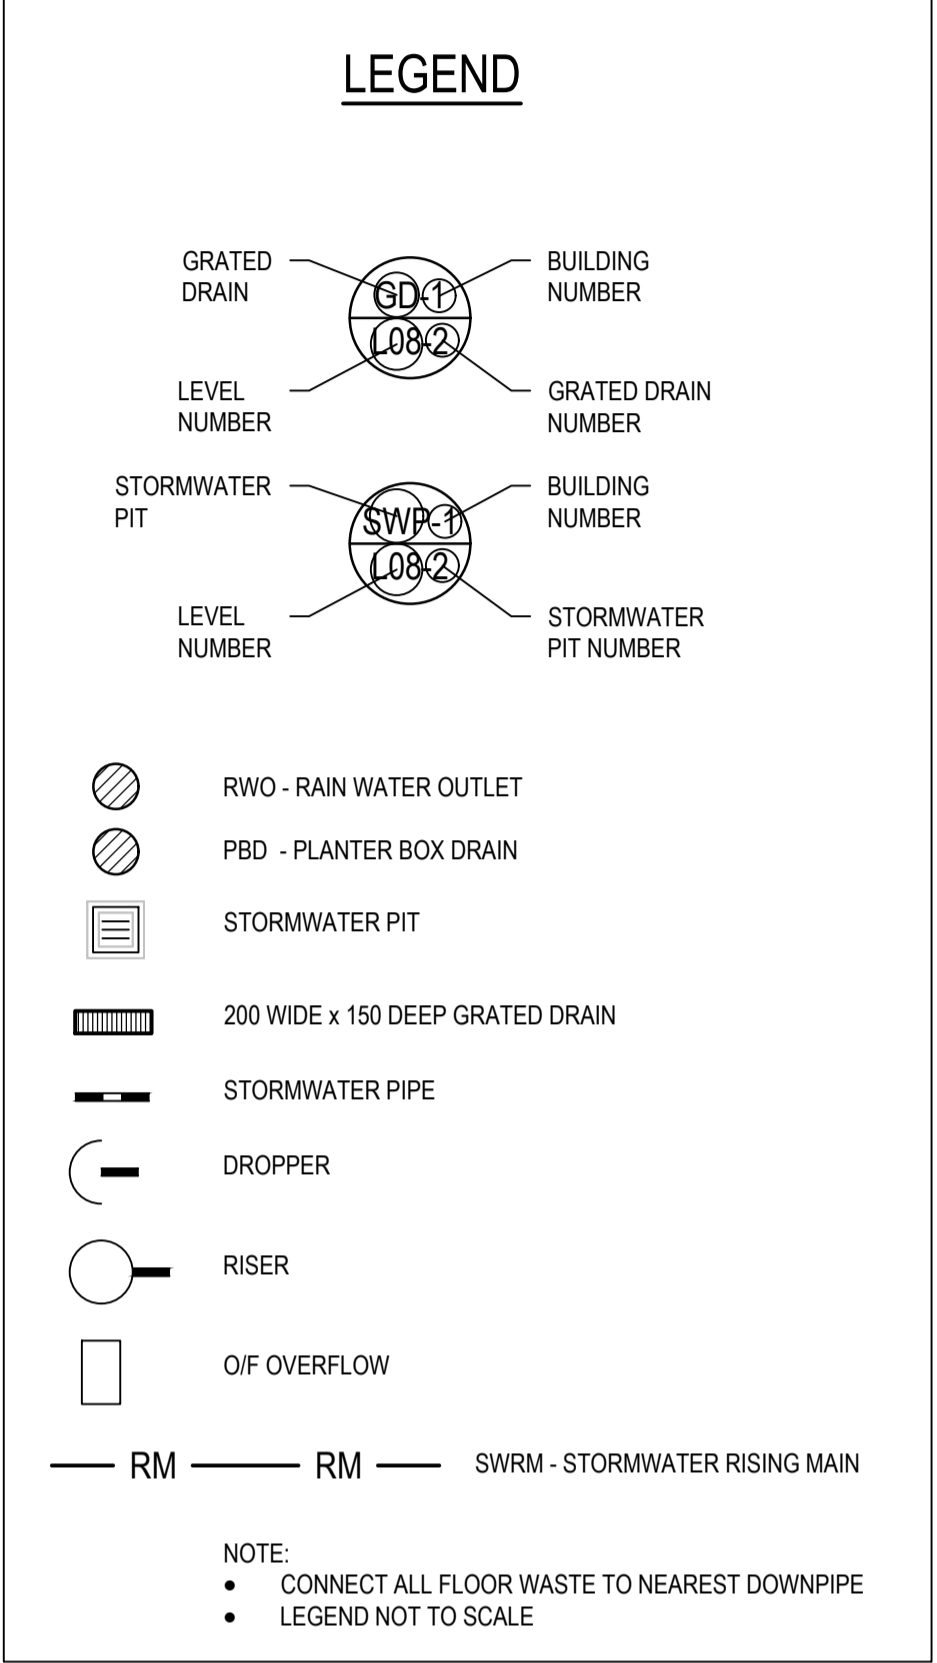 LEGEND
GRATED
DRAIN
GD-1
BUILDING
NUMBER
L08-2
LEVEL
NUMBER
GRATED DRAIN
NUMBER
STORMWATER
PIT
SWP-1
BUILDING
NUMBER
L08-2
LEVEL
NUMBER
STORMWATER
PIT NUMBER
RWO - RAIN WATER OUTLET
PBD - PLANTER BOX DRAIN
STORMWATER PIT
200 WIDE x 150 DEEP GRATED DRAIN
STORMWATER PIPE
DROPPER
RISER
O/F OVERFLOW
RM RM SWRM - STORMWATER RISING MAIN
NOTE:
• CONNECT ALL FLOOR WASTE TO NEAREST DOWNPIPE
• LEGEND NOT TO SCALE